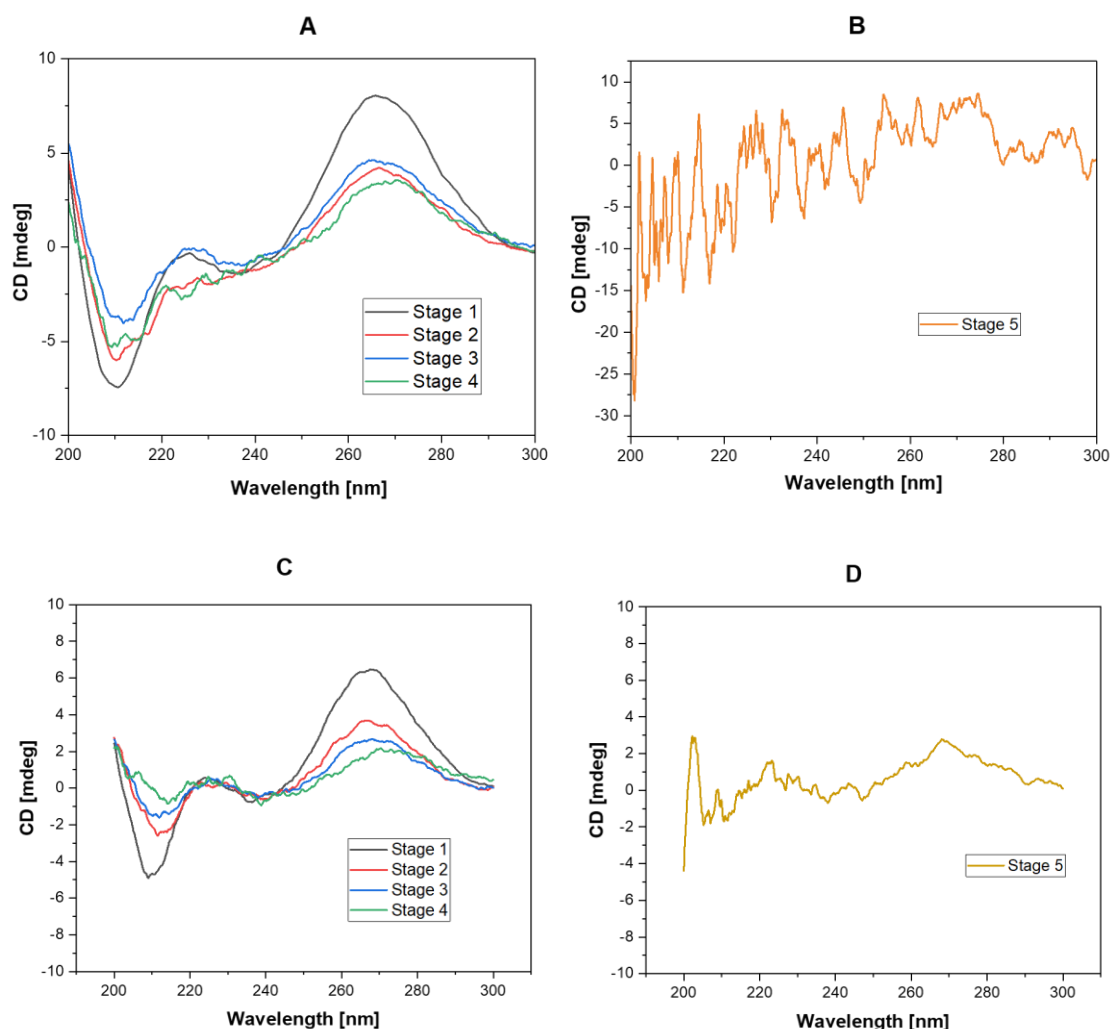 A
10
5
0
-5
-10
CD [mdeg]
200
220
240
260
280
300
Wavelength [nm]
Stage 1
Stage 2
Stage 3
Stage 4
B
10
5
0
-5
-10
-15
-20
-25
-30
CD [mdeg]
200
220
240
260
280
300
Wavelength [nm]
Stage 5
C
10
8
6
4
2
0
-2
-4
-6
-8
-10
CD [mdeg]
200
220
240
260
280
300
Wavelength [nm]
Stage 1
Stage 2
Stage 3
Stage 4
D
10
8
6
4
2
0
-2
-4
-6
-8
-10
CD [mdeg]
200
220
240
260
280
300
Wavelength [nm]
Stage 5